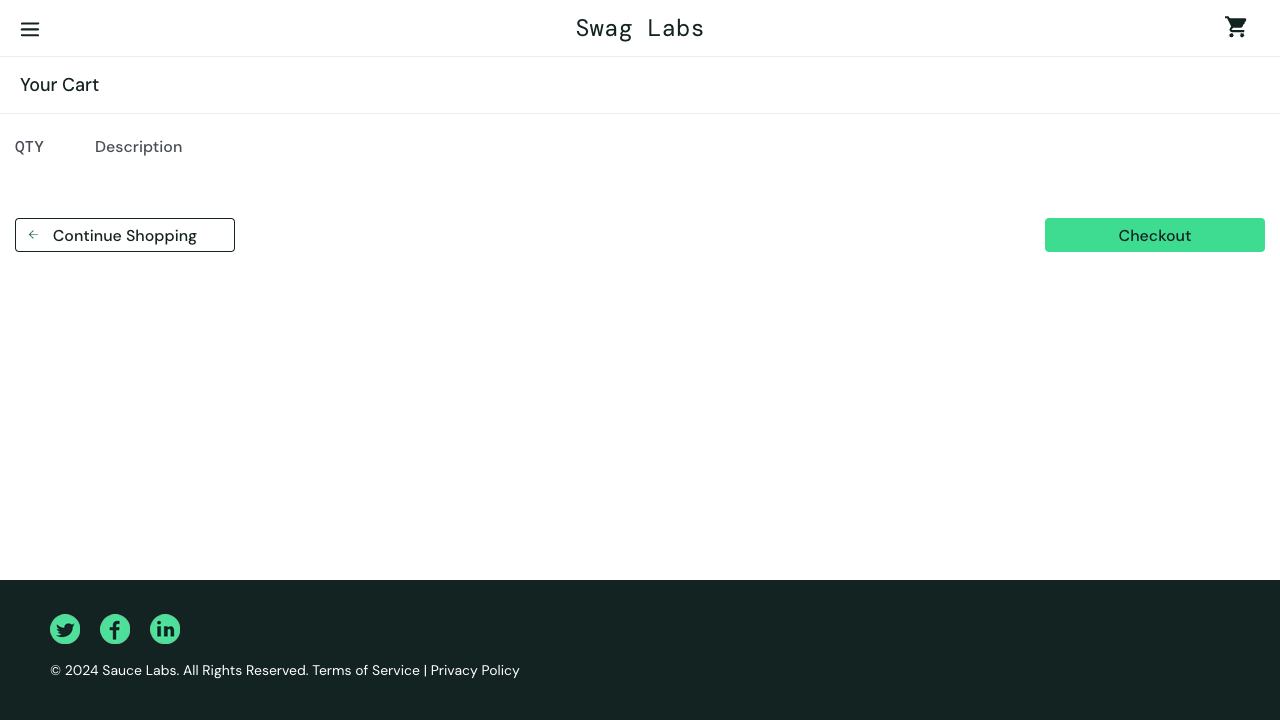 Swag Labs
Your Cart
QTY Description
Continue Shopping Checkout
© 2024 Sauce Labs. All Rights Reserved. Terms of Service | Privacy Policy